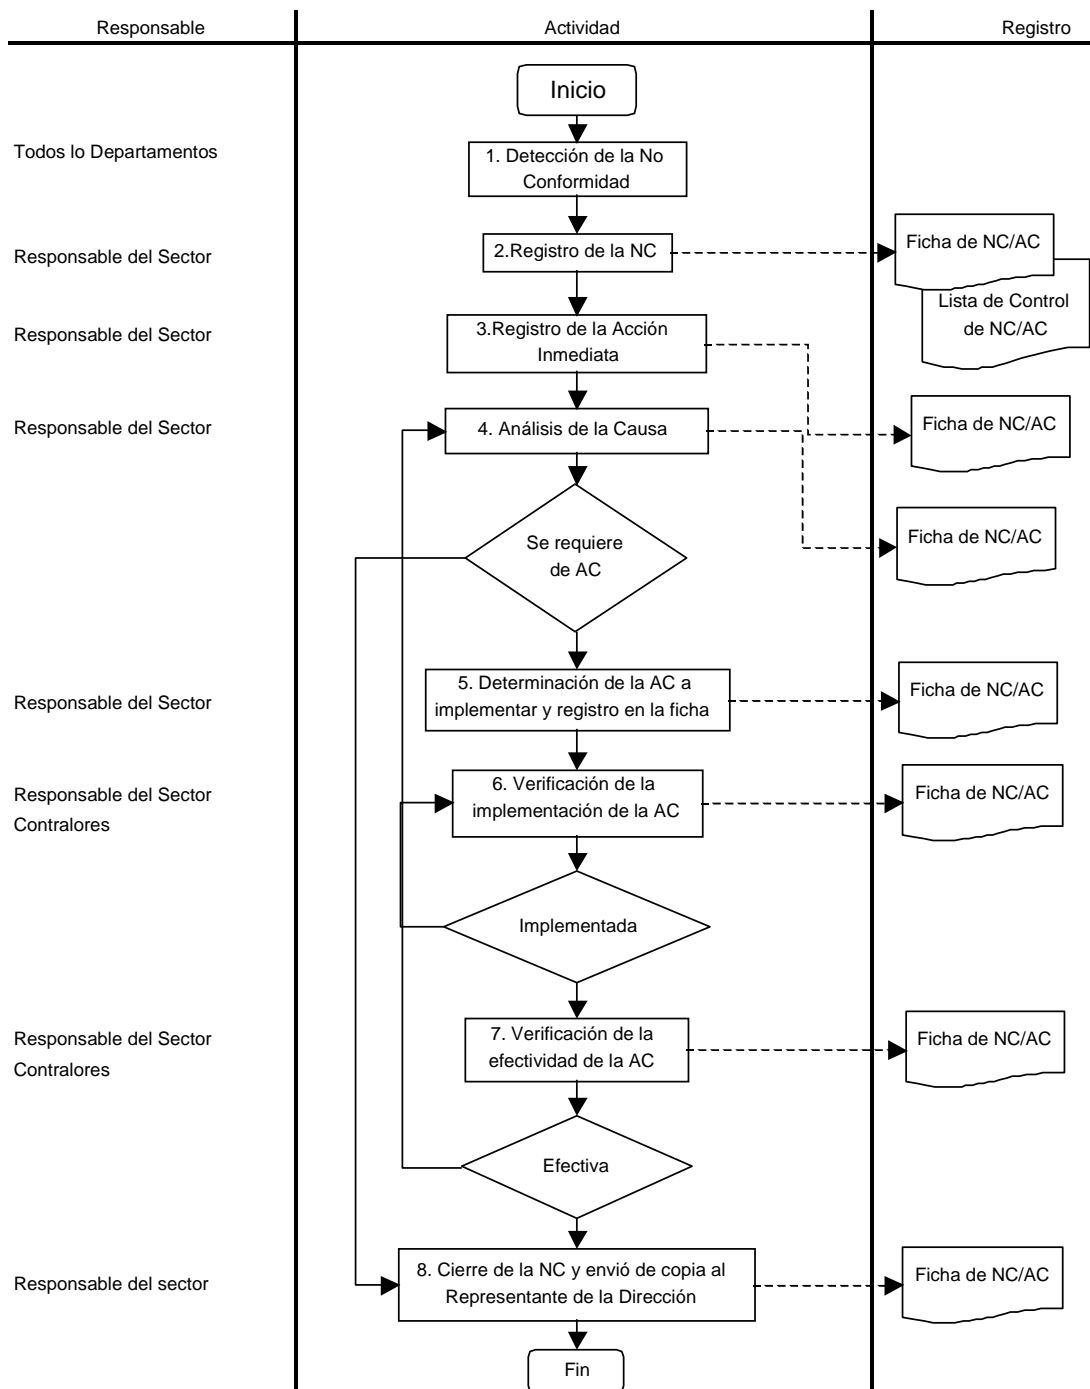 Responsable
Actividad
Registro
Inicio
Todos lo Departamentos
1. Detección de la No
Conformidad
Responsable del Sector
2.Registro de la NC
Ficha de NC/AC
Lista de Control
de NC/AC
Responsable del Sector
3.Registro de la Acción
Inmediata
Ficha de NC/AC
Responsable del Sector
4. Análisis de la Causa
Ficha de NC/AC
Se requiere
de AC
Responsable del Sector
5. Determinación de la AC a
implementar y registro en la ficha
Ficha de NC/AC
Responsable del Sector
Contralores
6. Verificación de la
implementación de la AC
Ficha de NC/AC
Implementada
Responsable del Sector
Contralores
7. Verificación de la
efectividad de la AC
Ficha de NC/AC
Efectiva
Responsable del sector
8. Cierre de la NC y envió de copia al
Representante de la Dirección
Ficha de NC/AC
Fin